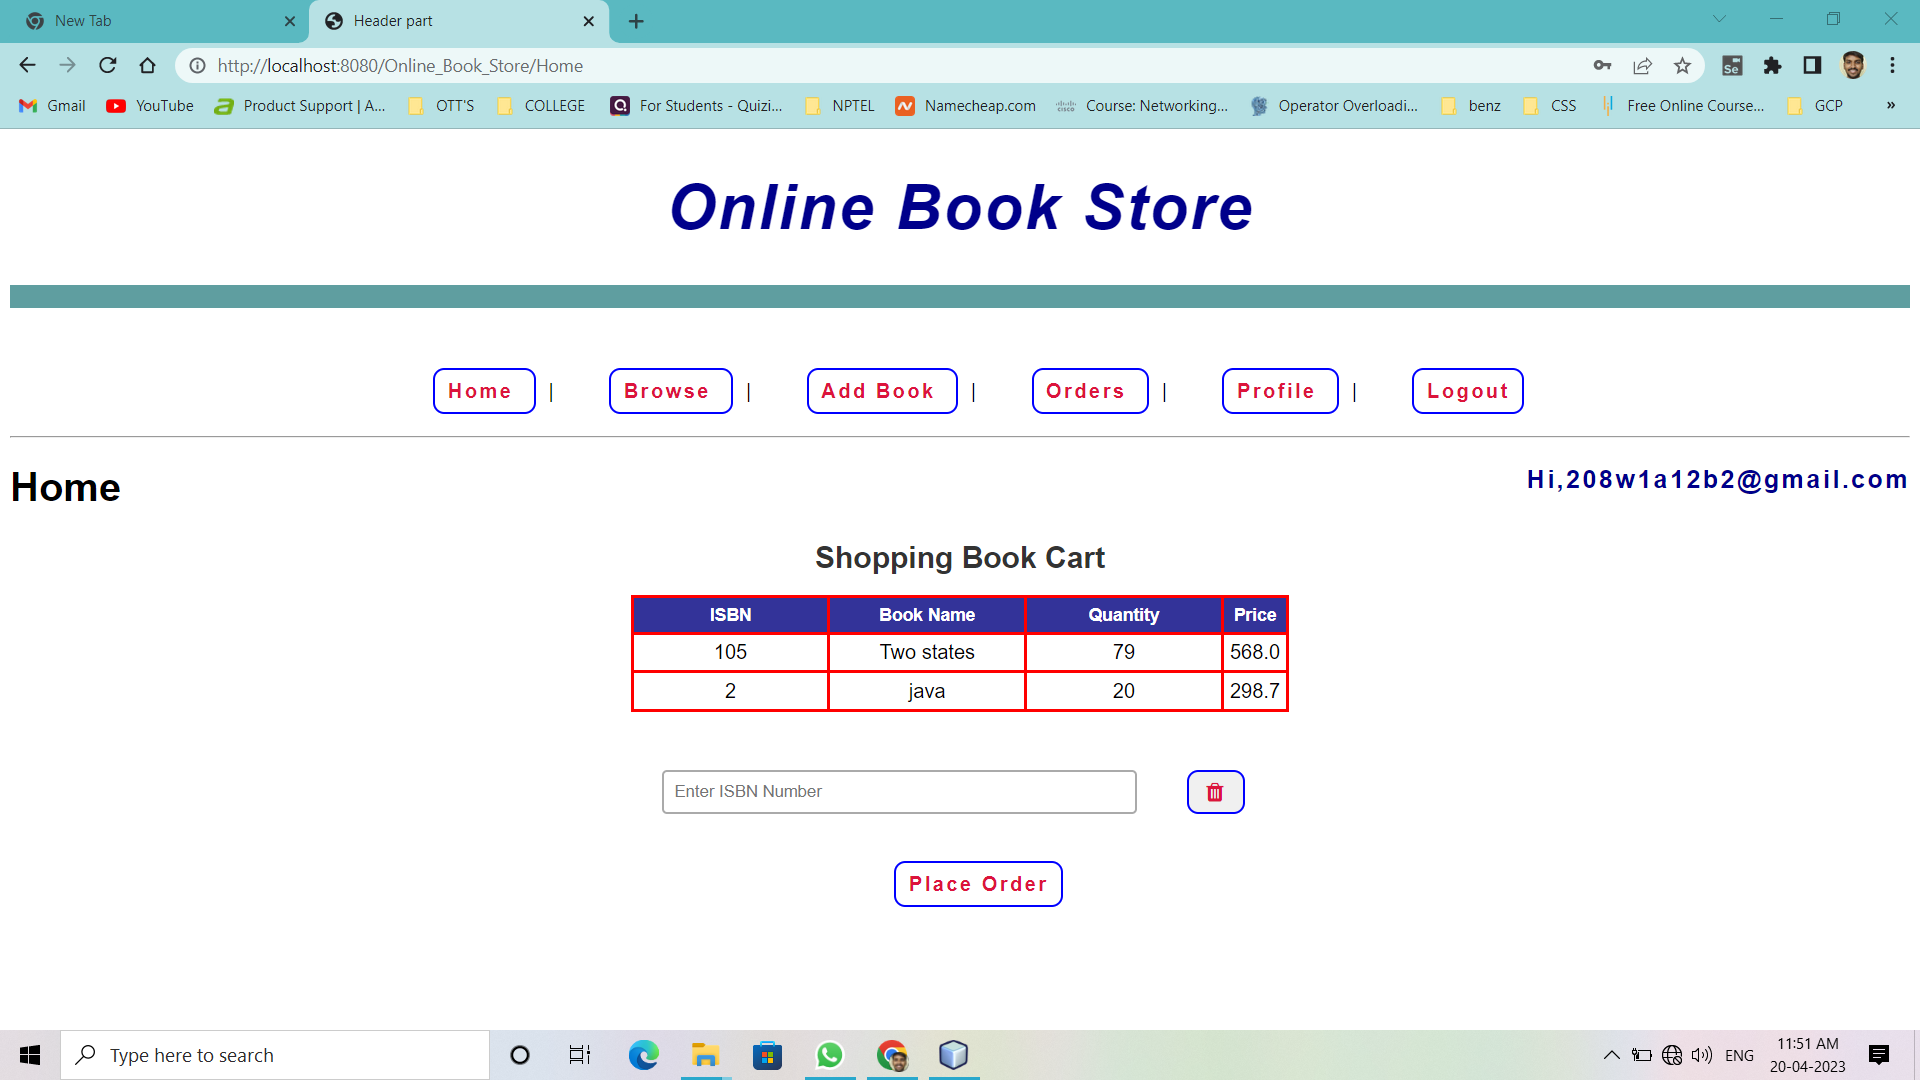 New Tab
Header part
http://localhost:8080/Online_Book_Store/Home
Se
Gmail YouTube Product Support | A... OTT'S COLLEGE For Students - Quizi... NPTEL Namecheap.com Course: Networking... Operator Overloadi... benz CSS Free Online Course... GCP »
Online Book Store
Home | Browse | Add Book | Orders | Profile | Logout
Home
Hi,208w1a12b2@gmail.com
Shopping Book Cart
ISBN Book Name Quantity Price
105 Two states 79 568.0
2 java 20 298.7
Enter ISBN Number
Place Order
Type here to search
ENG
11:51 AM
20-04-2023